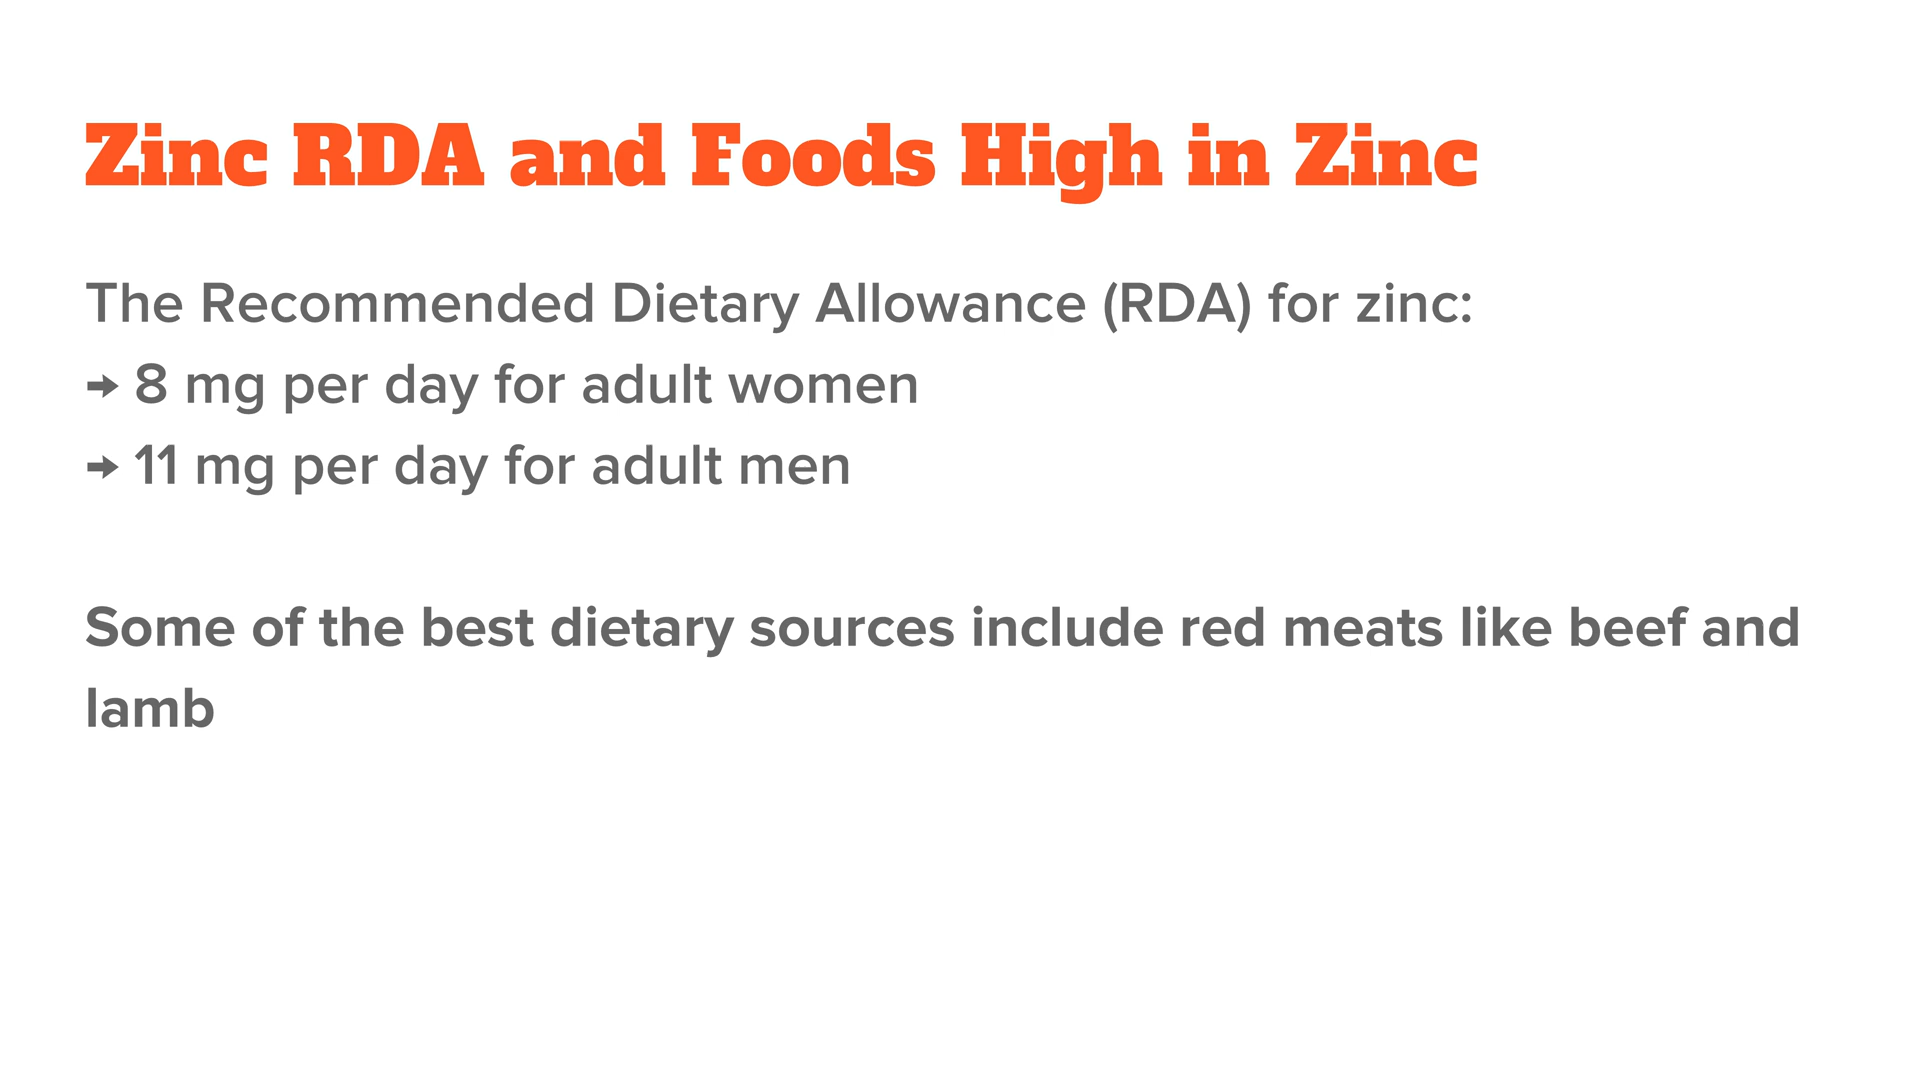 Zinc RDA and Foods High in Zinc
The Recommended Dietary Allowance (RDA) for zinc:
→ 8 mg per day for adult women
→ 11 mg per day for adult men
Some of the best dietary sources include red meats like beef and
lamb